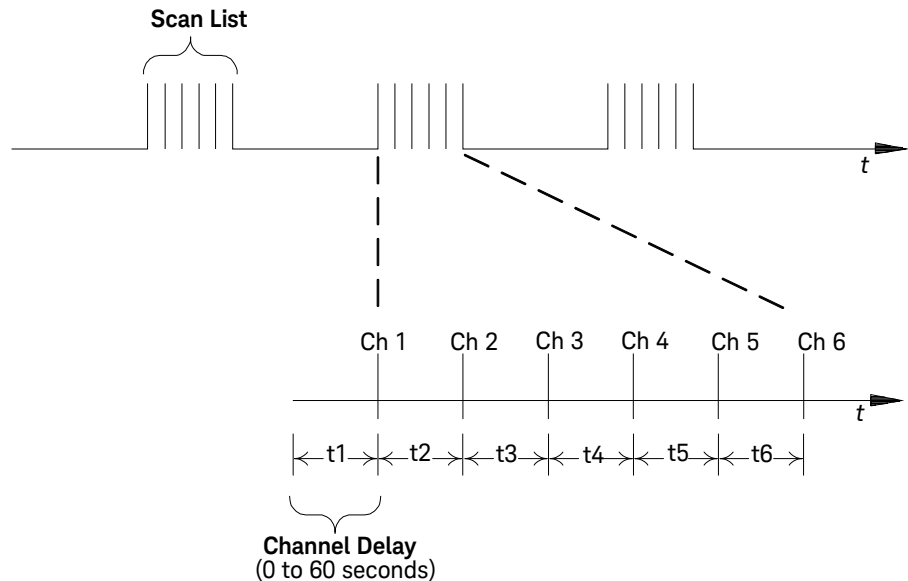 Scan List
t
Ch 1 Ch 2 Ch 3 Ch 4 Ch 5 Ch 6
t
t1 t2 t3 t4 t5 t6
Channel Delay
(0 to 60 seconds)